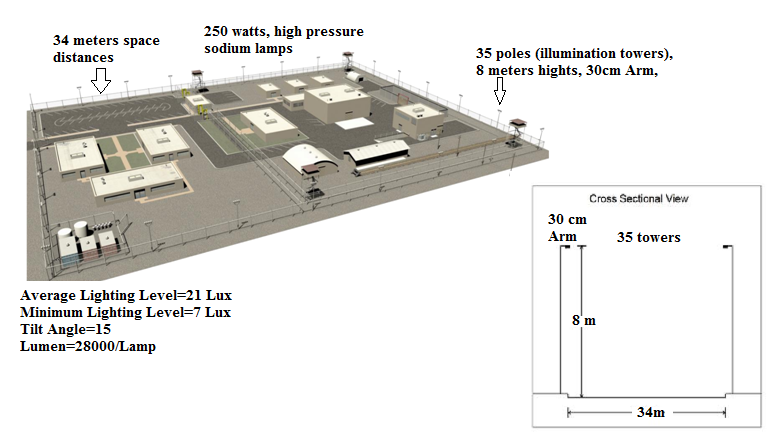 34 meters space
distances
250 watts, high pressure
sodium lamps
35 poles (illumination towers),
8 meters hights, 30cm Arm,
Cross Sectional View
30 cm
Arm
35 towers
8 m
34m
Average Lighting Level=21 Lux
Minimum Lighting Level=7 Lux
Tilt Angle=15
Lumen=28000/Lamp